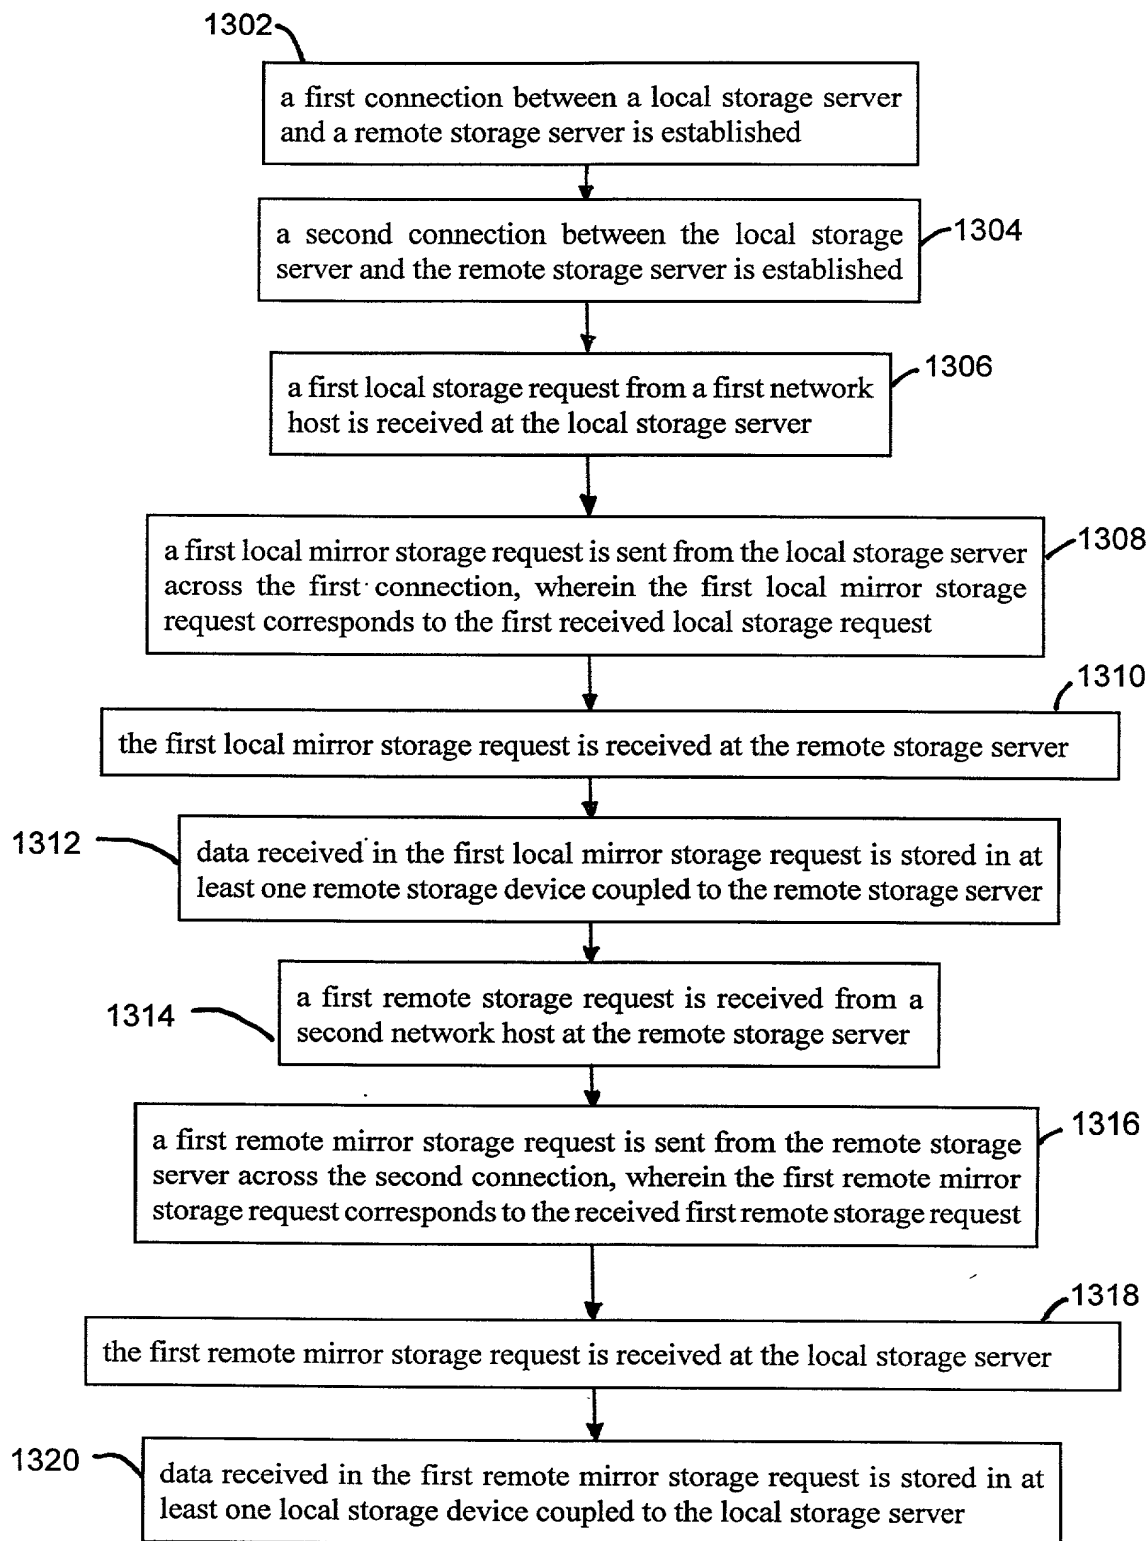 1302
a first connection between a local storage server
and a remote storage server is established
a second connection between the local storage
server and the remote storage server is established
1304
a first local storage request from a first network
host is received at the local storage server
1306
a first local mirror storage request is sent from the local storage server
across the first connection, wherein the first local mirror storage
request corresponds to the first received local storage request
1308
1310
the first local mirror storage request is received at the remote storage server
1312
data received in the first local mirror storage request is stored in at
least one remote storage device coupled to the remote storage server
1314
a first remote storage request is received from a
second network host at the remote storage server
a first remote mirror storage request is sent from the remote storage
server across the second connection, wherein the first remote mirror
storage request corresponds to the received first remote storage request
1316
1318
the first remote mirror storage request is received at the local storage server
1320
data received in the first remote mirror storage request is stored in at
least one local storage device coupled to the local storage server